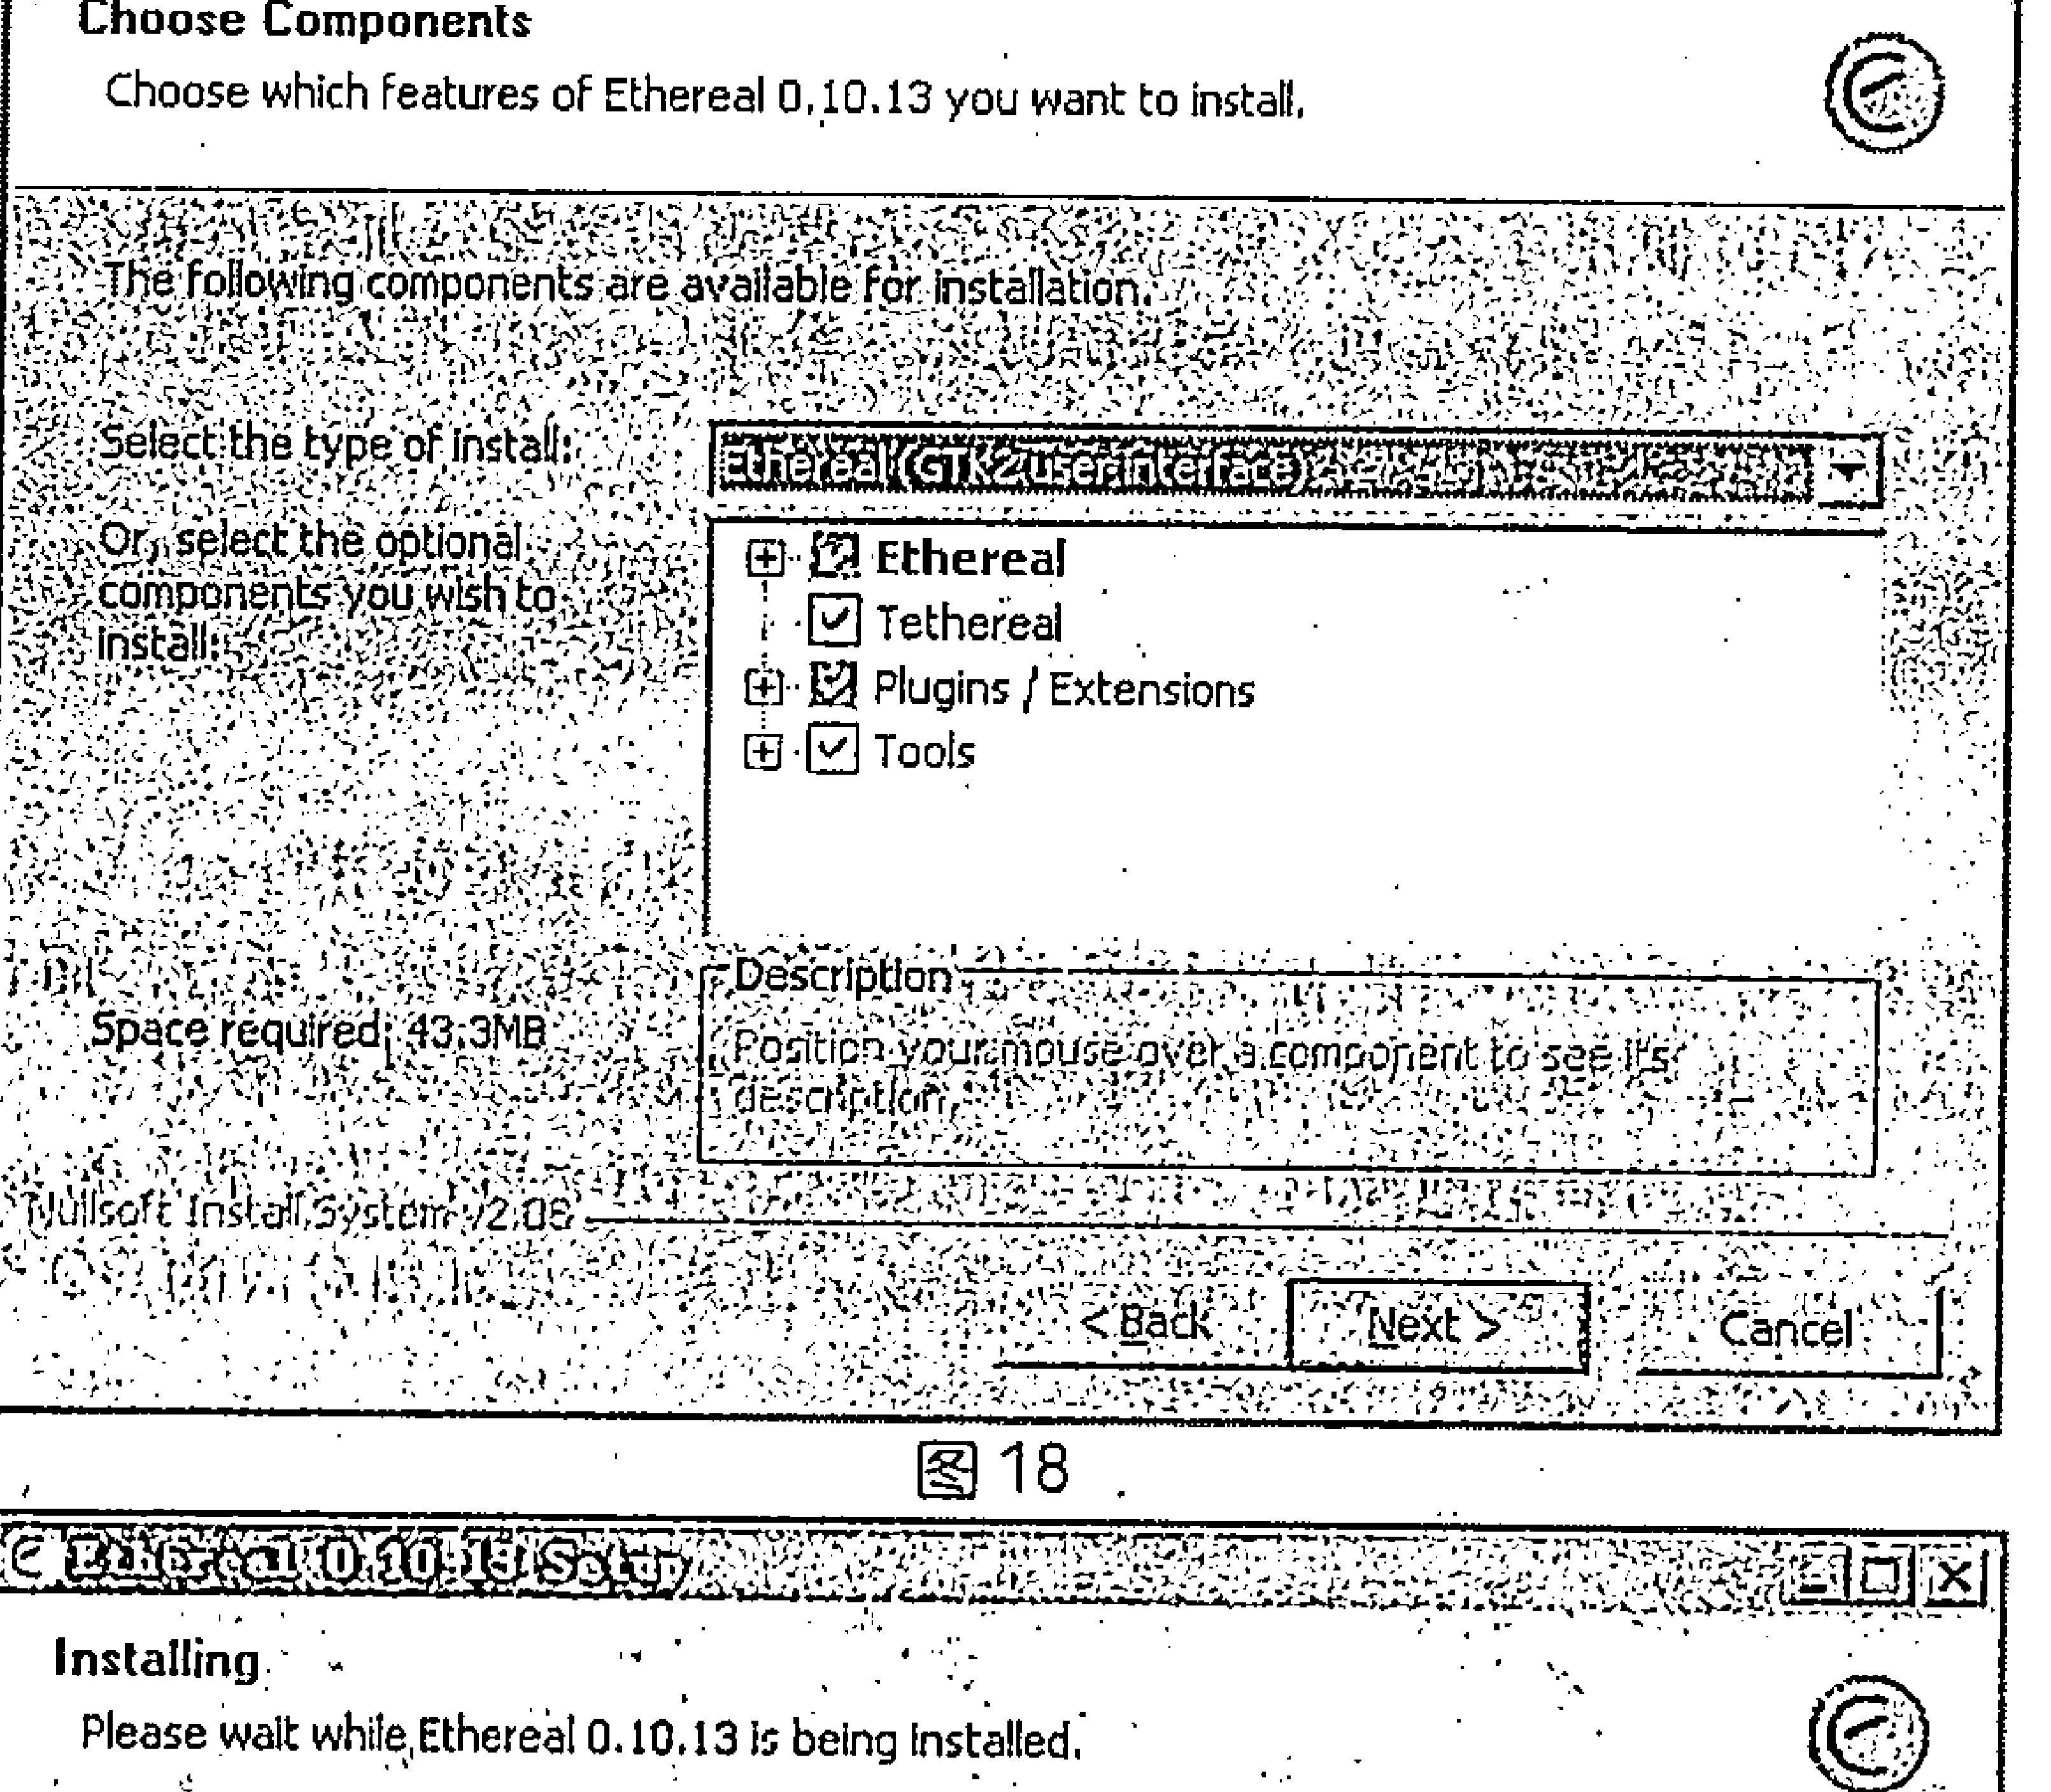 Choose Components
Choose which features of Ethereal 0.10.13 you want to install.
The following components are available for installation.
Select the type of install:
Ethereal (GTK2 user interface)
Or, select the optional
components you wish to
install:
Ethereal
Tethereal
Plugins / Extensions
Tools
Description
Position your mouse over a component to see it's
description.
Space required: 43.3MB
Nullsoft Install System v2.08
< Back
Next >
Cancel
图 18
Ethereal 0.10.13 Setup
Installing
Please wait while Ethereal 0.10.13 is being installed.